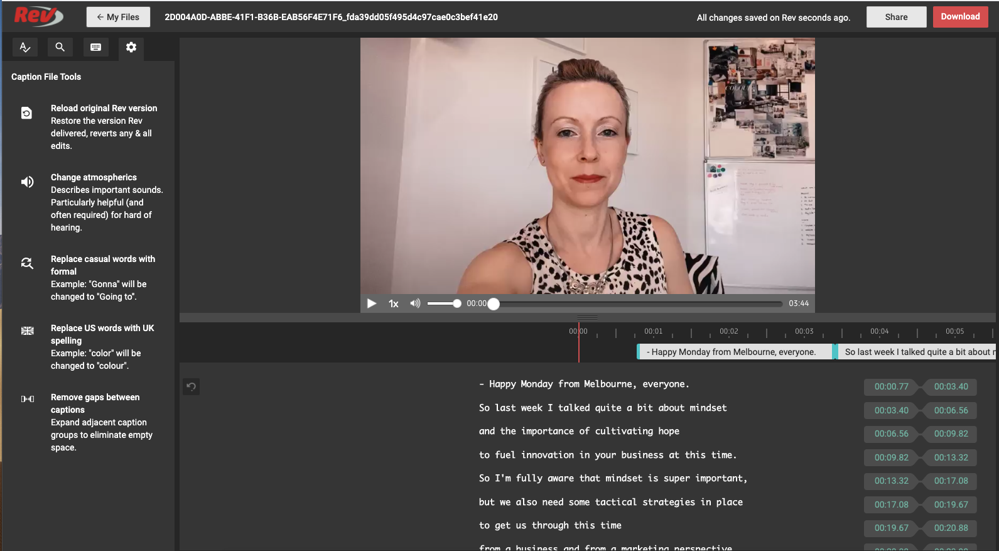 Rev
← My Files
2D004A0D-ABBE-41F1-B36B-EAB56F4E71F6_fda39dd05f495d4c97cae0c3bef41e20
All changes saved on Rev seconds ago.
Share
Download
Caption File Tools
Reload original Rev version
Restore the version Rev
delivered, reverts any & all
edits.
Change atmospherics
Describes important sounds.
Particularly helpful (and
often required) for hard of
hearing.
Replace casual words with
formal
Example: "Gonna" will be
changed to "Going to".
Replace US words with UK
spelling
Example: "color" will be
changed to "colour".
Remove gaps between
captions
Expand adjacent caption
groups to eliminate empty
space.
COLOUR
1x
00:00
03:44
00:00 00:01 00:02 00:03 00:04 00:05
- Happy Monday from Melbourne, everyone.
So last week I talked quite a bit about
- Happy Monday from Melbourne, everyone. 00:00.77 00:03.40
So last week I talked quite a bit about mindset 00:03.40 00:06.56
and the importance of cultivating hope 00:06.56 00:09.82
to fuel innovation in your business at this time. 00:09.82 00:13.32
So I'm fully aware that mindset is super important, 00:13.32 00:17.08
but we also need some tactical strategies in place 00:17.08 00:19.67
to get us through this time 00:19.67 00:20.88
from a business and from a marketing perspective